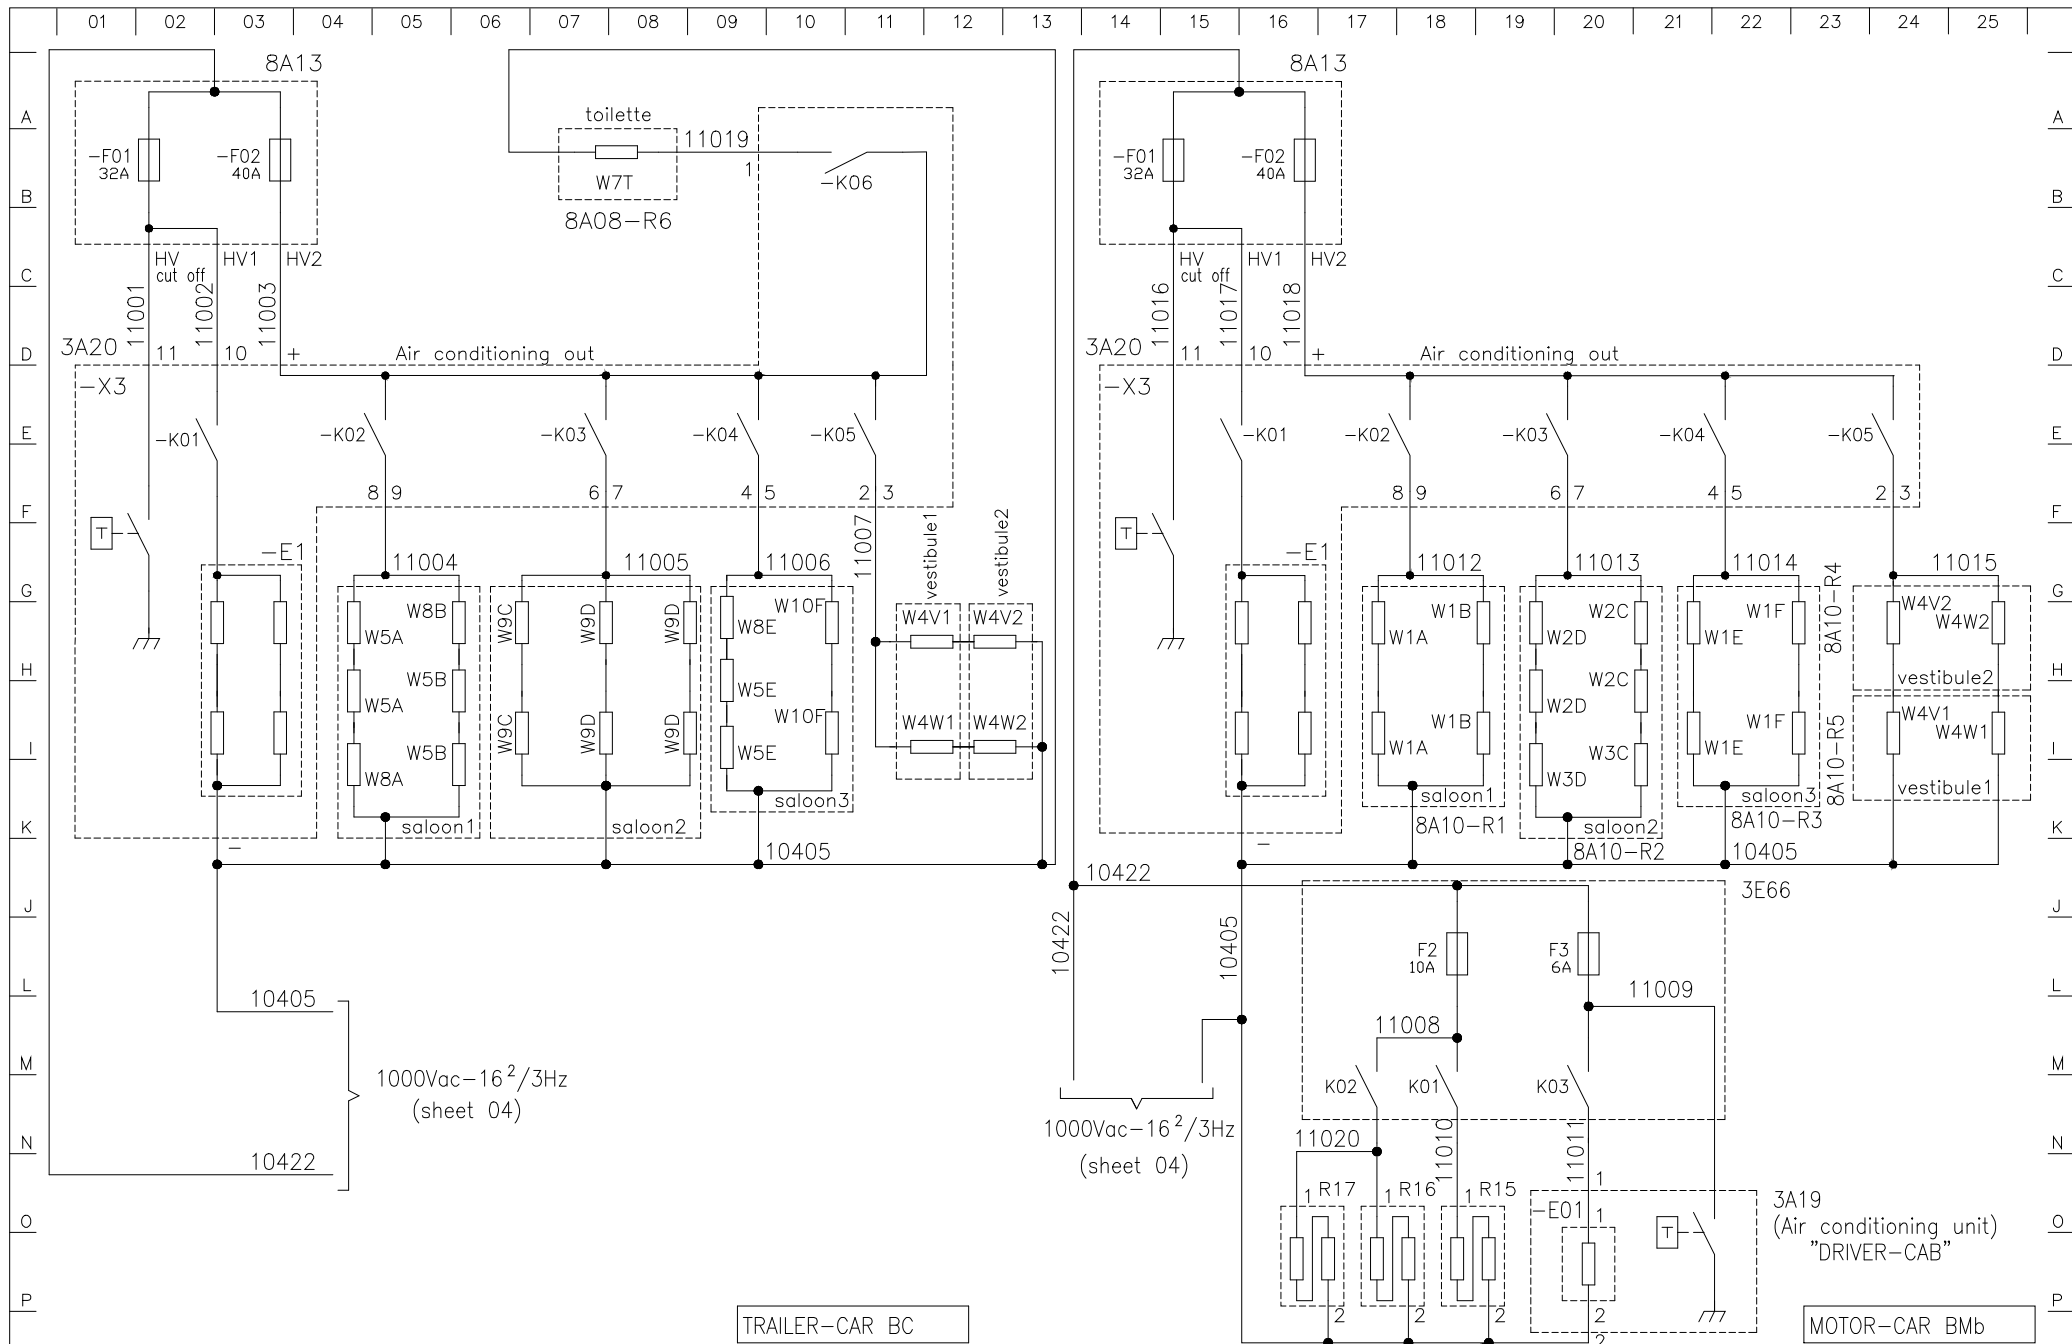 01 02 03 04 05 06 07 08 09 10 11 12 13 14 15 16 17 18 19 20 21 22 23 24 25
8A13
8A13
A
A
toilette
11019
-F01
32A
-F02
40A
1
W7T
-K06
-F01
32A
-F02
40A
B
B
8A08-R6
HV
cut off
HV1
HV2
HV
cut off
HV1
HV2
C
C
11001
11002
11003
11016
11017
11018
3A20
11
10
+
Air conditioning out
3A20
11
10
+
Air conditioning out
D
D
-X3
-X3
-K01
-K02
-K03
-K04
-K05
-K01
-K02
-K03
-K04
-K05
E
E
8 9
6 7
4 5
2 3
8 9
6 7
4 5
2 3
F
F
T
T
11007
vestibule1
vestibule2
-E1
11004
11005
11006
-E1
11012
11013
11014
8A10-R4
11015
G
G
W8B
W5A
W9C
W9D
W9D
W10F
W8E
W4V1
W4V2
W1B
W1A
W2C
W2D
W1F
W1E
W4V2
W4W2
H
H
W5B
W5A
W5E
W2C
W2D
vestibule2
W10F
W9C
W9D
W9D
W4W1
W4W2
W1B
W1A
W1F
W1E
8A10-R5
W4V1
W4W1
I
I
W5B
W8A
W5E
W3C
W3D
vestibule1
saloon3
saloon1
saloon3
saloon1
saloon2
8A10-R1
saloon2
8A10-R3
K
K
-
10405
-
8A10-R2
10405
10422
3E66
J
J
10422
10405
F2
10A
F3
6A
L
L
10405
11009
11008
M
M
1000Vac-16²/3Hz
(sheet 04)
K02
K01
K03
1000Vac-16²/3Hz
(sheet 04)
11020
11010
11011
N
N
10422
1
R17
1
R16
1
R15
1
-E01
1
3A19
(Air conditioning unit)
"DRIVER-CAB"
O
O
T
P
P
2
2
2
2
2
TRAILER-CAR BC
MOTOR-CAR BMb